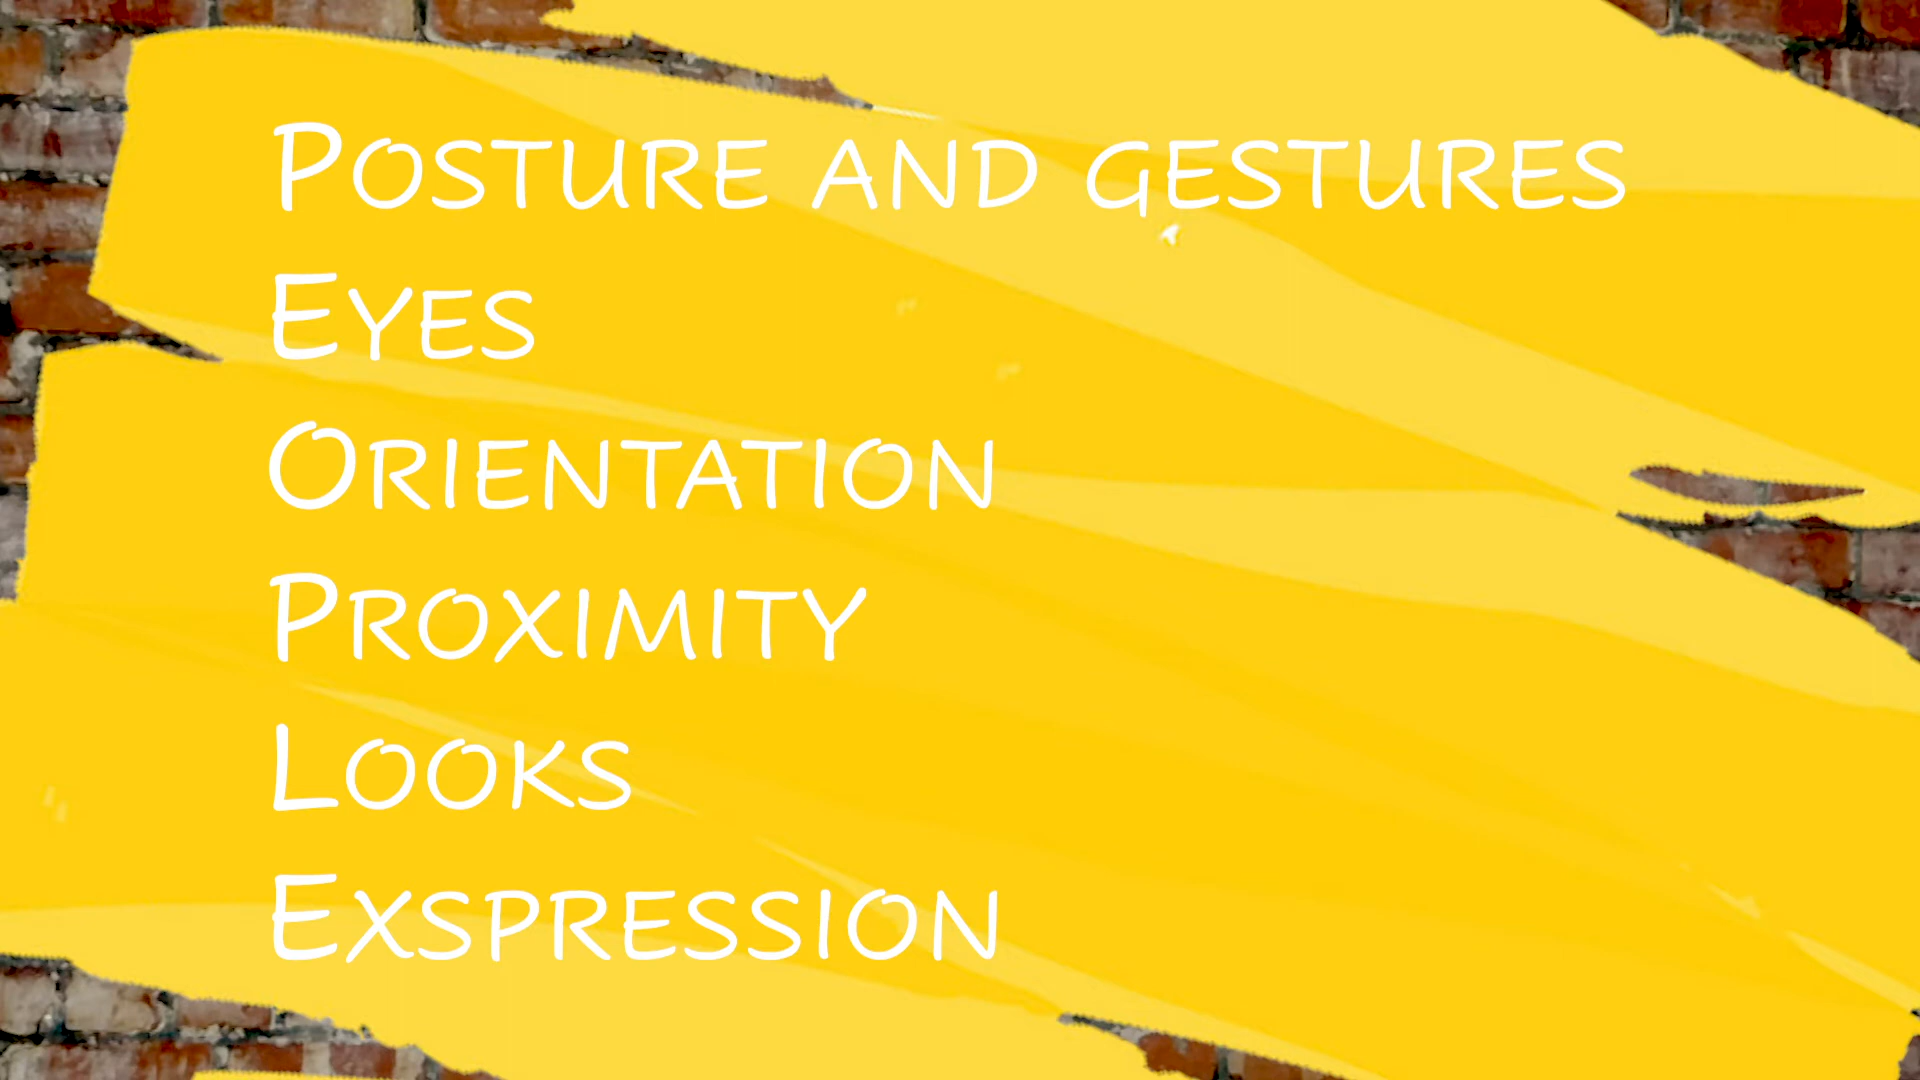 Posture and gestures
Eyes
Orientation
Proximity
Looks
Exspression